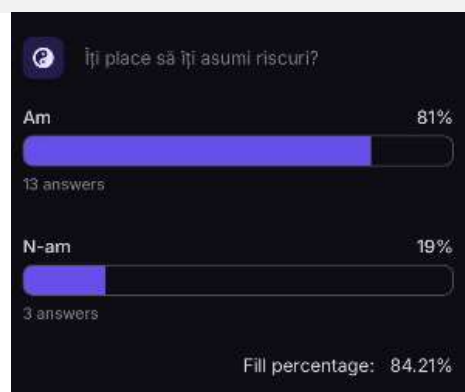 Îți place să îți asumi riscuri?
Am 81%
13 answers
N-am 19%
3 answers
Fill percentage: 84.21%